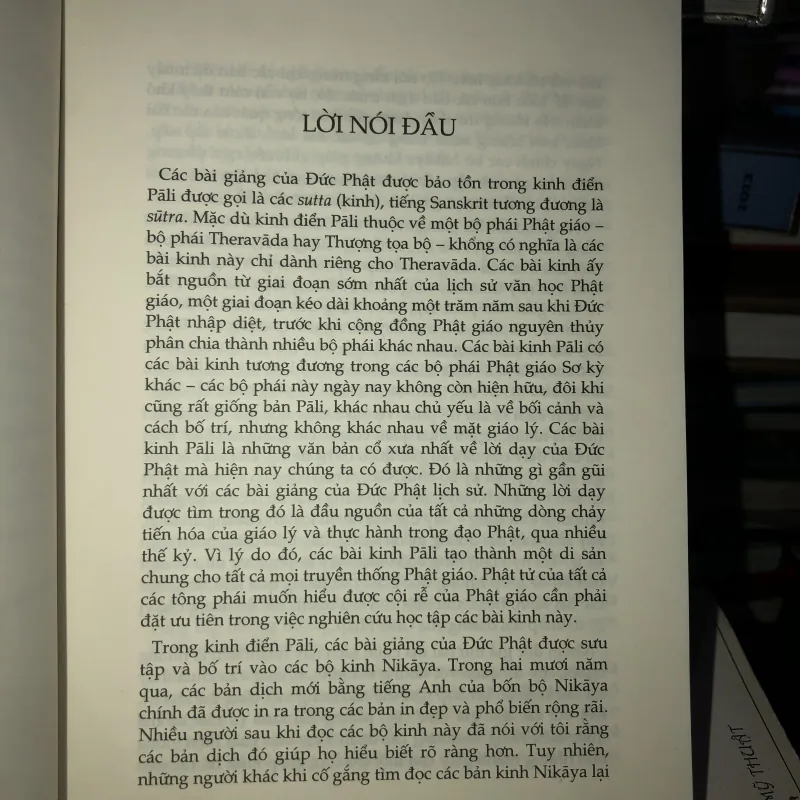 LỜI NÓI ĐẦU
Các bài giảng của Đức Phật được bảo tồn trong kinh điển
Pāli được gọi là các sutta (kinh), tiếng Sanskrit tương đương là
sūtra. Mặc dù kinh điển Pāli thuộc về một bộ phái Phật giáo –
bộ phái Theravāda hay Thượng tọa bộ – không có nghĩa là các
bài kinh này chỉ dành riêng cho Theravāda. Các bài kinh ấy
bắt nguồn từ giai đoạn sớm nhất của lịch sử văn học Phật
giáo, một giai đoạn kéo dài khoảng một trăm năm sau khi Đức
Phật nhập diệt, trước khi cộng đồng Phật giáo nguyên thủy
phân chia thành nhiều bộ phái khác nhau. Các bài kinh Pāli có
các bài kinh tương đương trong các bộ phái Phật giáo Sơ kỳ
khác – các bộ phái này ngày nay không còn hiện hữu, đôi khi
cũng rất giống bản Pāli, khác nhau chủ yếu là về bối cảnh và
cách bố trí, nhưng không khác nhau về mặt giáo lý. Các bài
kinh Pāli là những văn bản cổ xưa nhất về lời dạy của Đức
Phật mà hiện nay chúng ta có được. Đó là những gì gần gũi
nhất với các bài giảng của Đức Phật lịch sử. Những lời dạy
được tìm trong đó là đầu nguồn của tất cả những dòng chảy
tiến hóa của giáo lý và thực hành trong đạo Phật, qua nhiều
thế kỷ. Vì lý do đó, các bài kinh Pāli tạo thành một di sản
chung cho tất cả mọi truyền thống Phật giáo. Phật tử của tất cả
các tông phái muốn hiểu được cội rễ của Phật giáo cần phải
đặt ưu tiên trong việc nghiên cứu học tập các bài kinh này.
Trong kinh điển Pāli, các bài giảng của Đức Phật được sưu
tập và bố trí vào các bộ kinh Nikāya. Trong hai mươi năm
qua, các bản dịch mới bằng tiếng Anh của bốn bộ Nikāya
chính đã được in ra trong các bản in đẹp và phổ biến rộng rãi.
Nhiều người sau khi đọc các bộ kinh này đã nói với tôi rằng
các bản dịch đó giúp họ hiểu biết rõ ràng hơn. Tuy nhiên,
những người khác khi cố gắng tìm đọc các bản kinh Nikāya lại
2012
MỸ THUẬT